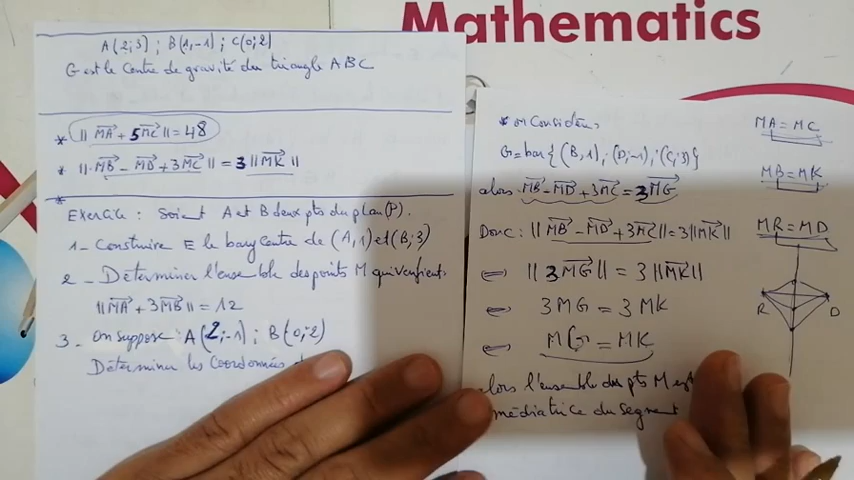 Mathematics
A(2;3) ; B(1,-1) ; C(0;2)
G est le Centre de gravité du triangle ABC
* ||MA + 5MC|| = 48
* ||MB - MD + 3MC|| = 3||MK||
*
Exercice : Soient A et B deux pts du plan (P).
1 - Construire E le barycentre de (A,1) et (B;3)
2 - Determiner l'ensemble des points M qui verifient
||MA + 3MB|| = 12
3 - On suppose : A(2;-1) ; B(0;2)
Déterminer les Coordonnées
* on Considère
G = bar{(B,1);(D;-1);(C;3)}
alors MB - MD + 3MC = 3MG
Donc : ||MB - MD + 3MC|| = 3||MK||
⟺ ||3MG|| = 3||MK||
⟺ 3MG = 3MK
⟺ MG = MK
alors l'ensemble des pts M est
médiatrice du segment
MA = MC
MB = MK
MR = MD
R D